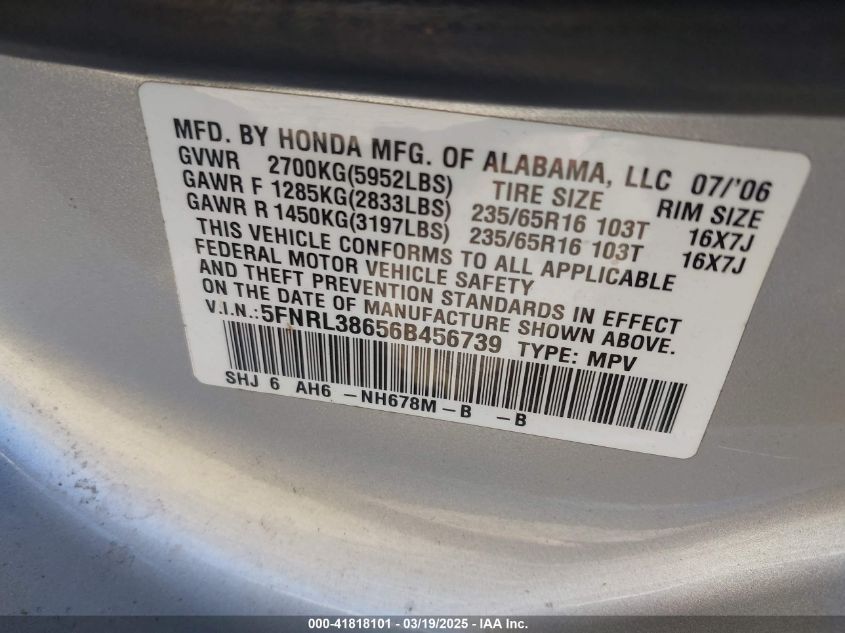 MFD. BY HONDA MFG. OF ALABAMA, LLC 07/'06
GVWR 2700KG(5952LBS) TIRE SIZE RIM SIZE
GAWR F 1285KG(2833LBS) 235/65R16 103T 16X7J
GAWR R 1450KG(3197LBS) 235/65R16 103T 16X7J
THIS VEHICLE CONFORMS TO ALL APPLICABLE
FEDERAL MOTOR VEHICLE SAFETY
AND THEFT PREVENTION STANDARDS IN EFFECT
ON THE DATE OF MANUFACTURE SHOWN ABOVE.
V.I.N.:5FNRL38656B456739 TYPE: MPV
SHJ 6 AH6 -NH678M-B -B
000-41818101 - 03/19/2025 - IAA Inc.